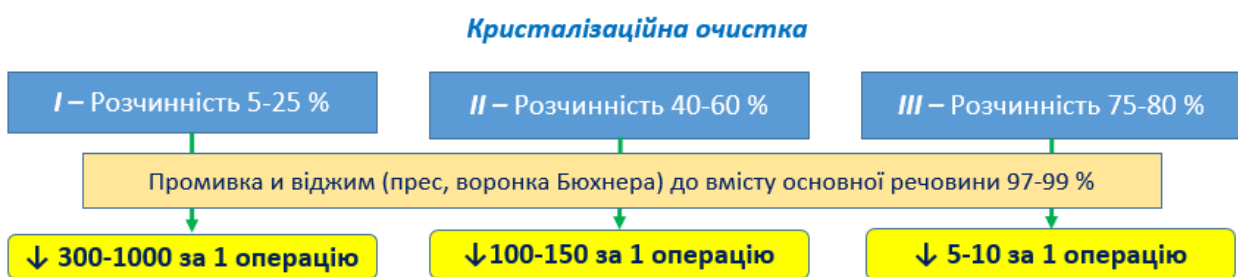 Кристалізаційна очистка
I – Розчинність 5-25 %
II – Розчинність 40-60 %
III – Розчинність 75-80 %
Промивка и віджим (прес, воронка Бюхнера) до вмісту основної речовини 97-99 %
↓ 300-1000 за 1 операцію
↓100-150 за 1 операцію
↓ 5-10 за 1 операцію